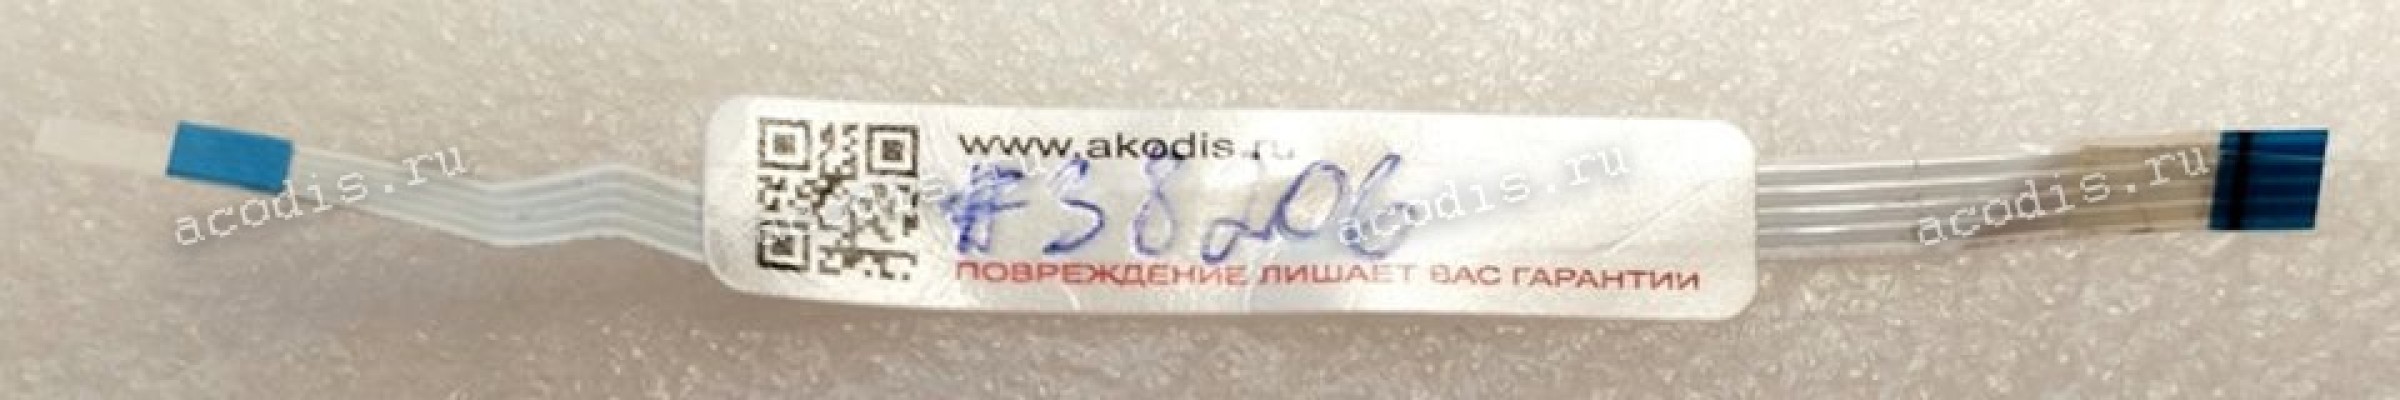 www.akodis.ru
#38206
ПОВРЕЖДЕНИЕ ЛИШАЕТ ВАС ГАРАНТИИ
acodis.ru
acodis.ru
acodis.ru
acodis.ru